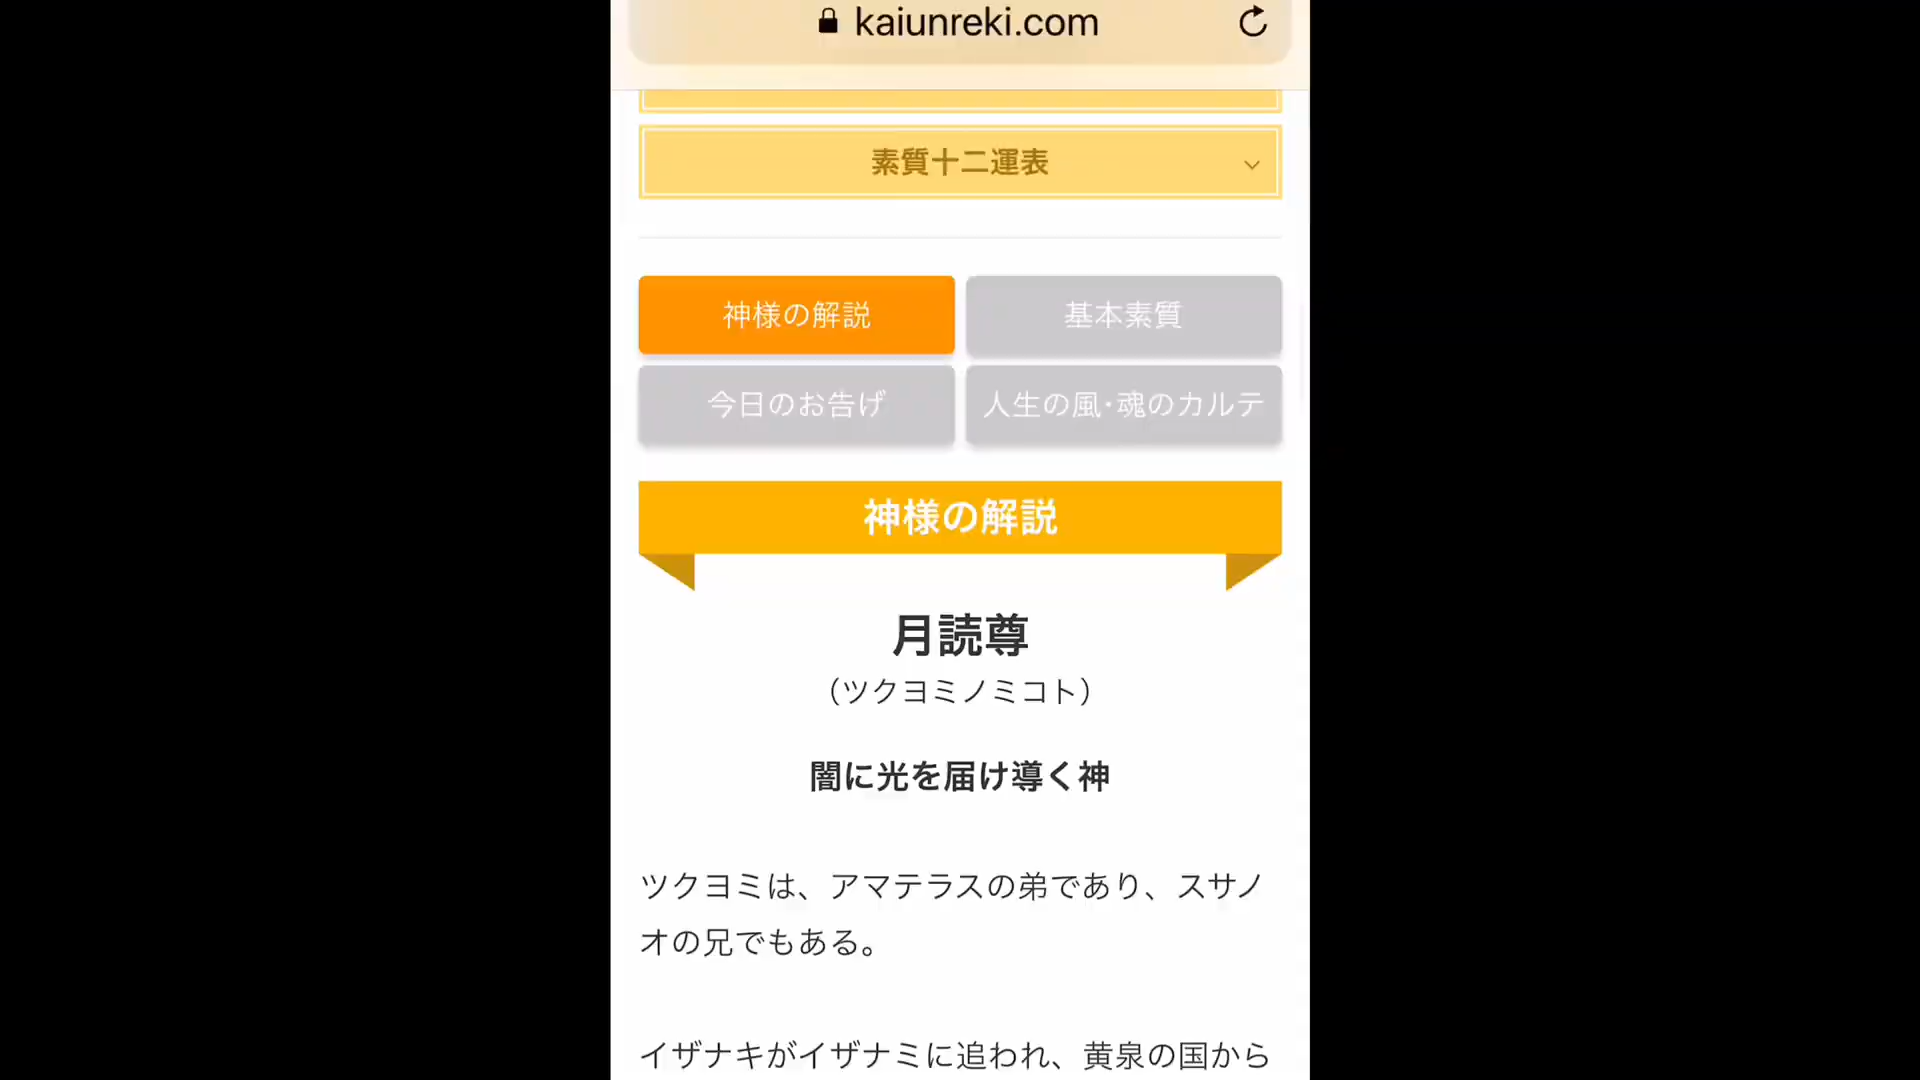 kaiunreki.com
素質十二運表
神様の解説
基本素質
今日のお告げ
人生の風・魂のカルテ
神様の解説
月読尊
（ツクヨミノミコト）
闇に光を届け導く神
ツクヨミは、アマテラスの弟であり、スサノ
オの兄でもある。
イザナキがイザナミに追われ、黄泉の国から